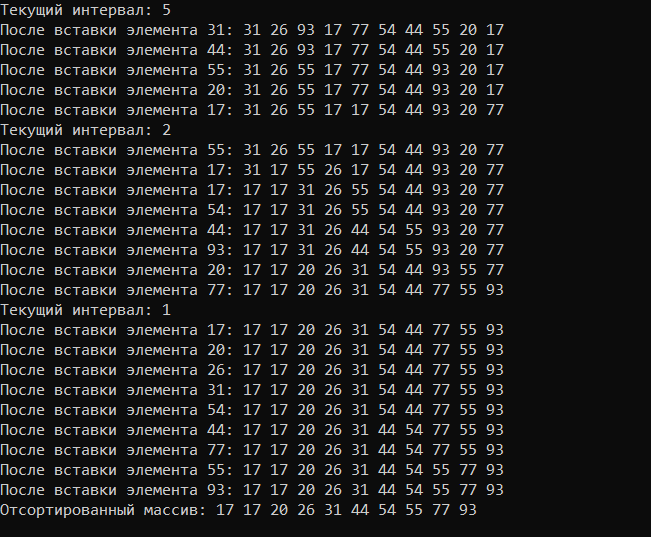 Текущий интервал: 5
После вставки элемента 31: 31 26 93 17 77 54 44 55 20 17
После вставки элемента 44: 31 26 93 17 77 54 44 55 20 17
После вставки элемента 55: 31 26 55 17 77 54 44 93 20 17
После вставки элемента 20: 31 26 55 17 77 54 44 93 20 17
После вставки элемента 17: 31 26 55 17 17 54 44 93 20 77
Текущий интервал: 2
После вставки элемента 55: 31 26 55 17 17 54 44 93 20 77
После вставки элемента 17: 31 17 55 26 17 54 44 93 20 77
После вставки элемента 17: 17 17 31 26 55 54 44 93 20 77
После вставки элемента 54: 17 17 31 26 55 54 44 93 20 77
После вставки элемента 44: 17 17 31 26 44 54 55 93 20 77
После вставки элемента 93: 17 17 31 26 44 54 55 93 20 77
После вставки элемента 20: 17 17 20 26 31 54 44 93 55 77
После вставки элемента 77: 17 17 20 26 31 54 44 77 55 93
Текущий интервал: 1
После вставки элемента 17: 17 17 20 26 31 54 44 77 55 93
После вставки элемента 20: 17 17 20 26 31 54 44 77 55 93
После вставки элемента 26: 17 17 20 26 31 54 44 77 55 93
После вставки элемента 31: 17 17 20 26 31 54 44 77 55 93
После вставки элемента 54: 17 17 20 26 31 54 44 77 55 93
После вставки элемента 44: 17 17 20 26 31 44 54 77 55 93
После вставки элемента 77: 17 17 20 26 31 44 54 77 55 93
После вставки элемента 55: 17 17 20 26 31 44 54 55 77 93
После вставки элемента 93: 17 17 20 26 31 44 54 55 77 93
Отсортированный массив: 17 17 20 26 31 44 54 55 77 93